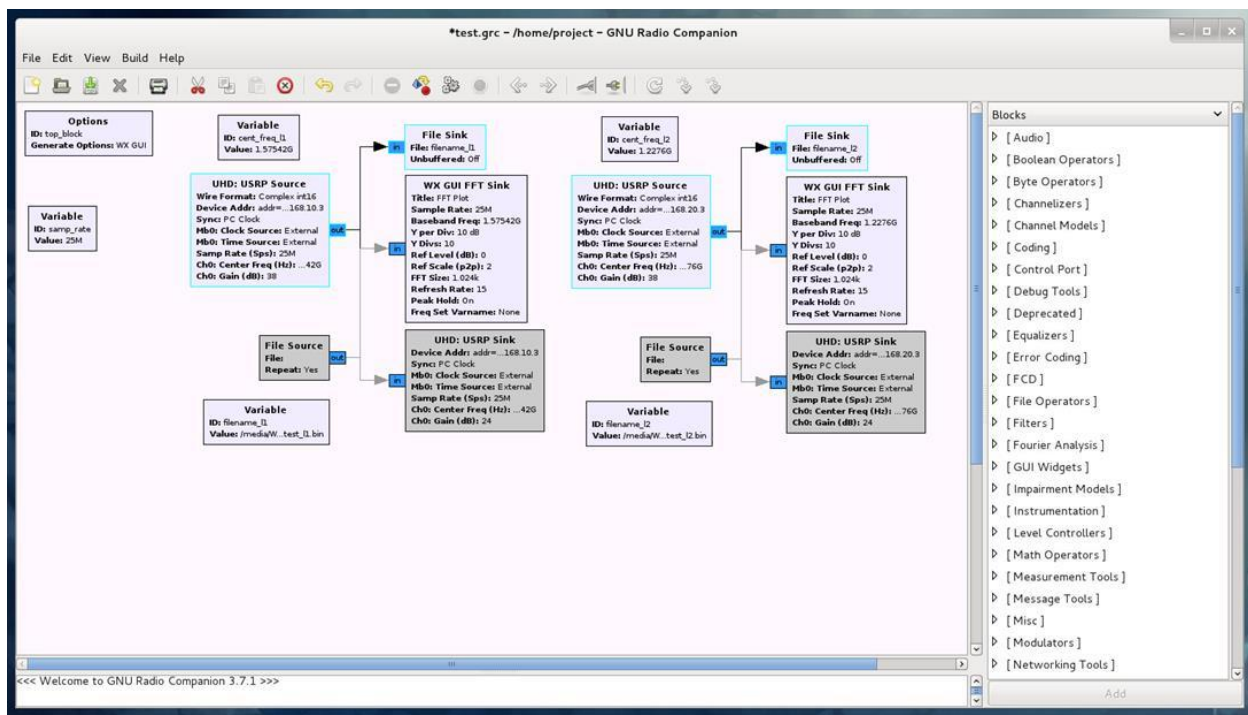 *test.grc – /home/project – GNU Radio Companion
File Edit View Build Help
Options
ID: top_block
Generate Options: WX GUI
Variable
ID: samp_rate
Value: 25M
Variable
ID: cent_freq_l1
Value: 1.57542G
UHD: USRP Source
Wire Format: Complex int16
Device Addr: addr=...168.10.3
Sync: PC Clock
Mb0: Clock Source: External
Mb0: Time Source: External
Samp Rate (Sps): 25M
Ch0: Center Freq (Hz): ...42G
Ch0: Gain (dB): 38
out
File Source
File:
Repeat: Yes
out
Variable
ID: filename_l1
Value: /media/W...test_l1.bin
File Sink
in
File: filename_l1
Unbuffered: Off
WX GUI FFT Sink
Title: FFT Plot
Sample Rate: 25M
Baseband Freq: 1.57542G
Y per Div: 10 dB
in
Y Divs: 10
Ref Level (dB): 0
Ref Scale (p2p): 2
FFT Size: 1.024k
Refresh Rate: 15
Peak Hold: On
Freq Set Varname: None
UHD: USRP Sink
Device Addr: addr=...168.10.3
Sync: PC Clock
in
Mb0: Clock Source: External
Mb0: Time Source: External
Samp Rate (Sps): 25M
Ch0: Center Freq (Hz): ...42G
Ch0: Gain (dB): 24
Variable
ID: cent_freq_l2
Value: 1.2276G
UHD: USRP Source
Wire Format: Complex int16
Device Addr: addr=...168.20.3
Sync: PC Clock
Mb0: Clock Source: External
Mb0: Time Source: External
Samp Rate (Sps): 25M
Ch0: Center Freq (Hz): ...76G
Ch0: Gain (dB): 38
out
File Source
File:
Repeat: Yes
out
Variable
ID: filename_l2
Value: /media/W...test_l2.bin
File Sink
in
File: filename_l2
Unbuffered: Off
WX GUI FFT Sink
Title: FFT Plot
Sample Rate: 25M
Baseband Freq: 1.2276G
Y per Div: 10 dB
in
Y Divs: 10
Ref Level (dB): 0
Ref Scale (p2p): 2
FFT Size: 1.024k
Refresh Rate: 15
Peak Hold: On
Freq Set Varname: None
UHD: USRP Sink
Device Addr: addr=...168.20.3
Sync: PC Clock
in
Mb0: Clock Source: External
Mb0: Time Source: External
Samp Rate (Sps): 25M
Ch0: Center Freq (Hz): ...76G
Ch0: Gain (dB): 24
Blocks
[ Audio ]
[ Boolean Operators ]
[ Byte Operators ]
[ Channelizers ]
[ Channel Models ]
[ Coding ]
[ Control Port ]
[ Debug Tools ]
[ Deprecated ]
[ Equalizers ]
[ Error Coding ]
[ FCD ]
[ File Operators ]
[ Filters ]
[ Fourier Analysis ]
[ GUI Widgets ]
[ Impairment Models ]
[ Instrumentation ]
[ Level Controllers ]
[ Math Operators ]
[ Measurement Tools ]
[ Message Tools ]
[ Misc ]
[ Modulators ]
[ Networking Tools ]
Add
<<< Welcome to GNU Radio Companion 3.7.1 >>>